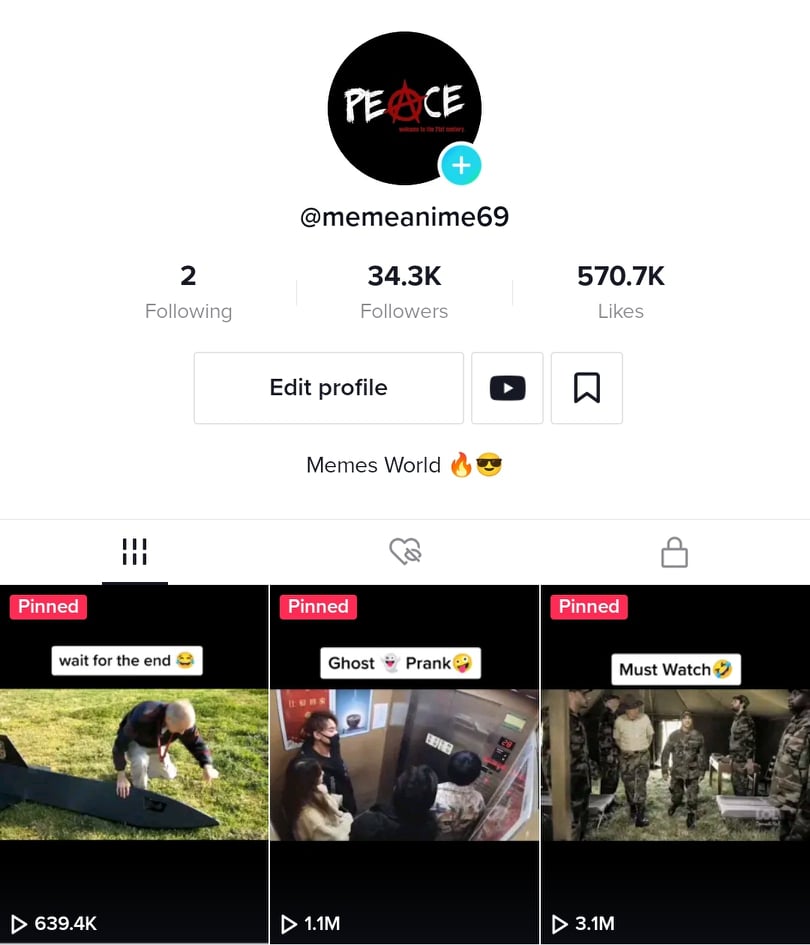 PEACE
welcome to the 21st century
@memeanime69
2
Following
34.3K
Followers
570.7K
Likes
Edit profile
Memes World 🔥😎
Pinned
wait for the end 😂
639.4K
Pinned
Ghost 👻 Prank🤪
28
1.1M
Pinned
Must Watch🤣
3.1M